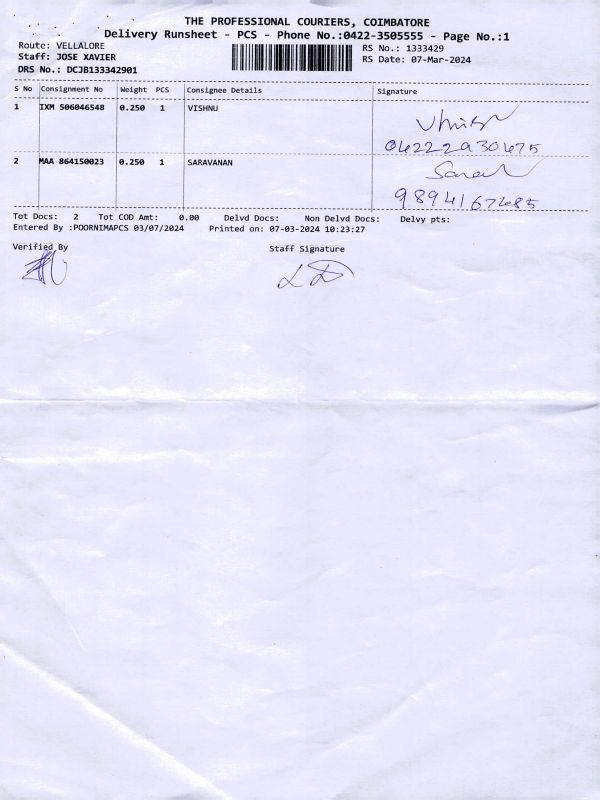 THE PROFESSIONAL COURIERS, COIMBATORE
Delivery Runsheet - PCS - Phone No.:0422-3505555 - Page No.:1
Route: VELLALORE RS No.: 1333429
Staff: JOSE XAVIER RS Date: 07-Mar-2024
DRS No.: DCJB133342901
S No Consignment No Weight PCS Consignee Details Signature
1 IXM 506046548 0.250 1 VISHNU
04222930475
2 MAA 864150023 0.250 1 SARAVANAN
Tot Docs: 2 Tot COD Amt: 0.00 Delvd Docs: Non Delvd Docs: Delvy pts:
Entered By :POORNIMAPCS 03/07/2024 Printed on: 07-03-2024 10:23:27
Verified By Staff Signature